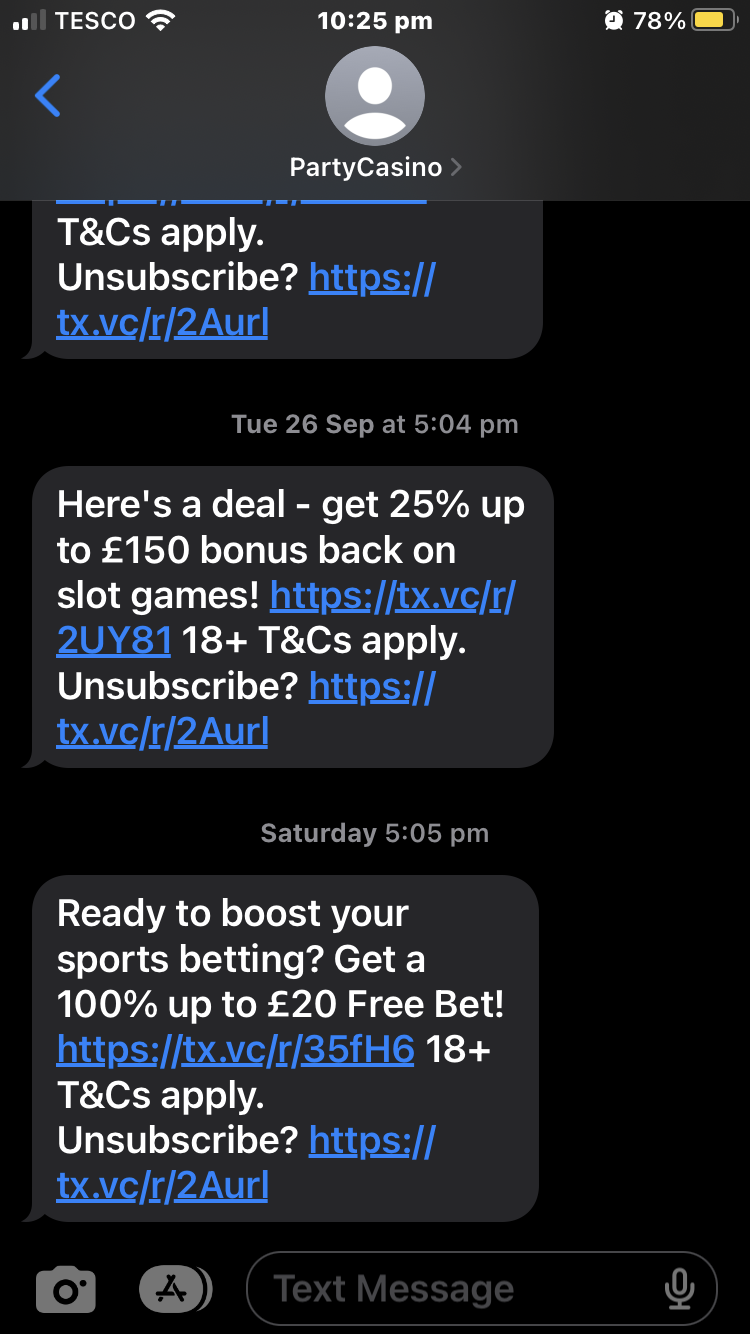 TESCO 10:25 pm 78%
PartyCasino
T&Cs apply.
Unsubscribe? https://
tx.vc/r/2Aurl
Tue 26 Sep at 5:04 pm
Here's a deal - get 25% up
to £150 bonus back on
slot games! https://tx.vc/r/
2UY81 18+ T&Cs apply.
Unsubscribe? https://
tx.vc/r/2Aurl
Saturday 5:05 pm
Ready to boost your
sports betting? Get a
100% up to £20 Free Bet!
https://tx.vc/r/35fH6 18+
T&Cs apply.
Unsubscribe? https://
tx.vc/r/2Aurl
Text Message